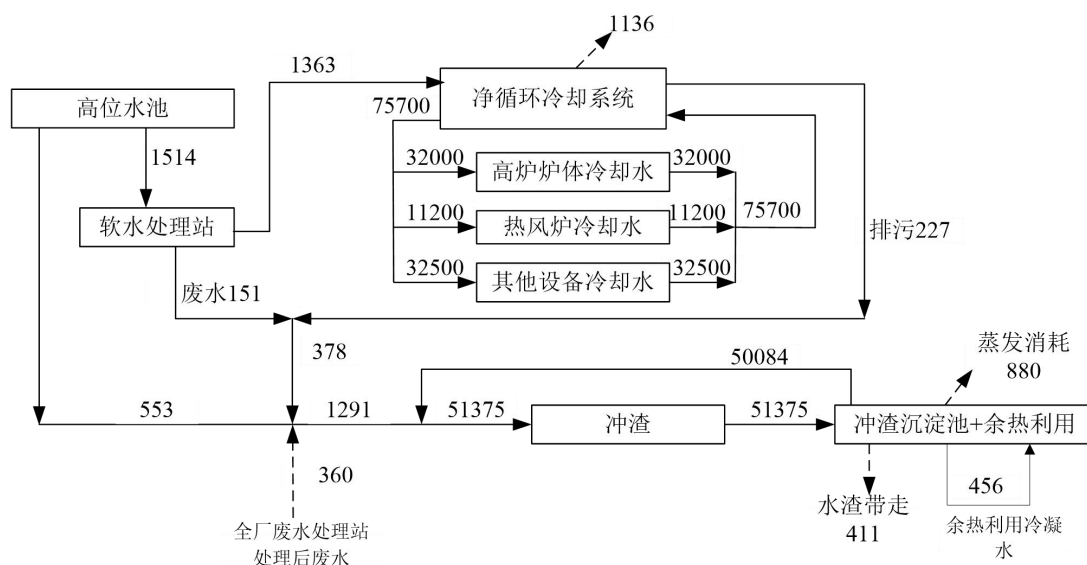 1136
1363
净循环冷却系统
高位水池
75700
1514
32000
高炉炉体冷却水
32000
软水处理站
11200
热风炉冷却水
11200
75700
排污227
32500
其他设备冷却水
32500
废水151
378
50084
蒸发消耗
880
553
1291
51375
冲渣
51375
冲渣沉淀池+余热利用
360
456
水渣带走
411
余热利用冷凝
水
全厂废水处理站
处理后废水